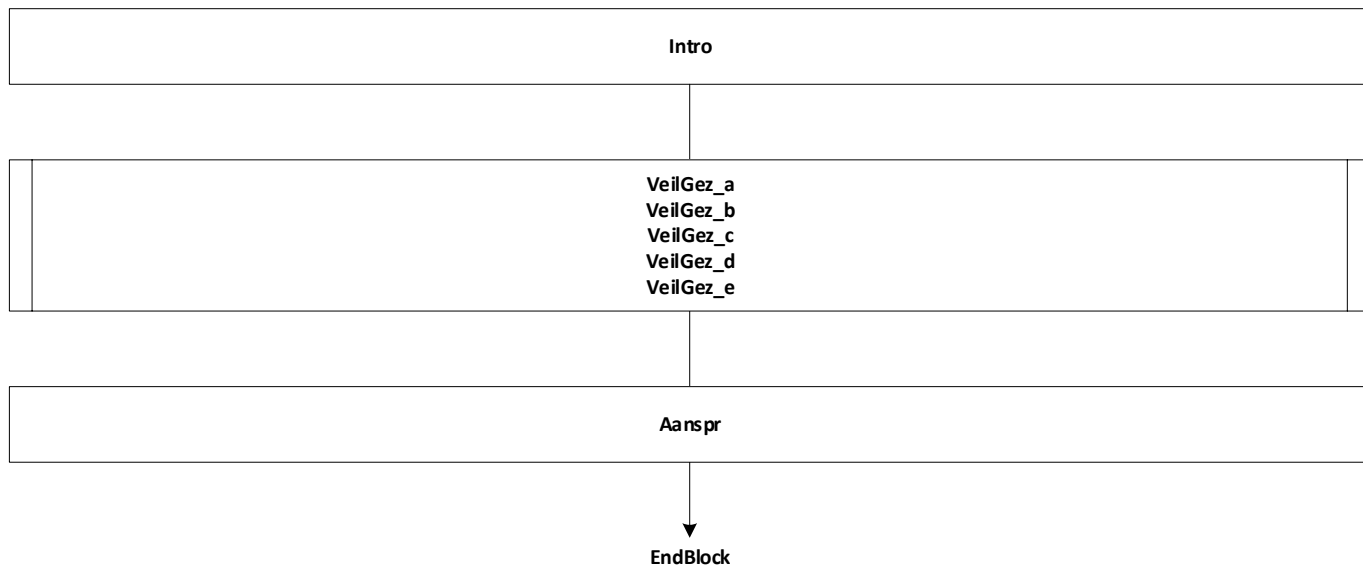 Intro
VeilGez_a
VeilGez_b
VeilGez_c
VeilGez_d
VeilGez_e
Aanspr
EndBlock